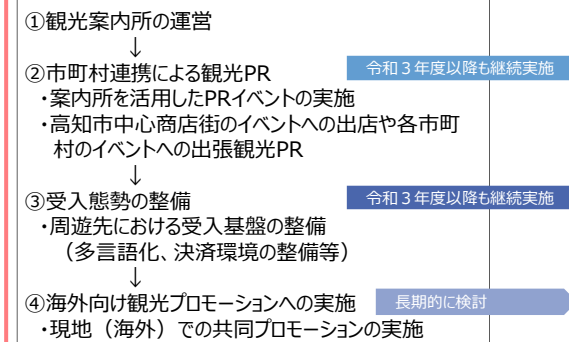 ①観光案内所の運営
↓
②市町村連携による観光PR
令和３年度以降も継続実施
・案内所を活用したPRイベントの実施
・高知市中心商店街のイベントへの出店や各市町
村のイベントへの出張観光PR
↓
③受入態勢の整備
令和３年度以降も継続実施
・周遊先における受入基盤の整備
（多言語化、決済環境の整備等）
↓
④海外向け観光プロモーションへの実施
長期的に検討
・現地（海外）での共同プロモーションの実施